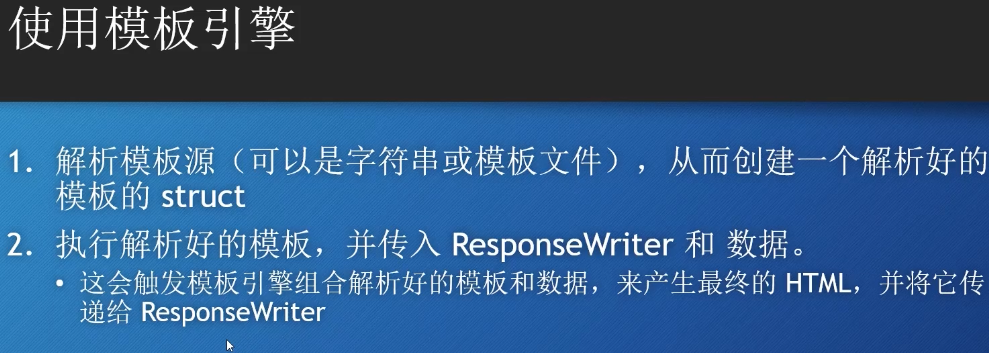 使用模板引擎
1. 解析模板源（可以是字符串或模板文件），从而创建一个解析好的
模板的 struct
2. 执行解析好的模板，并传入 ResponseWriter 和 数据。
• 这会触发模板引擎组合解析好的模板和数据，来产生最终的 HTML，并将它传
递给 ResponseWriter